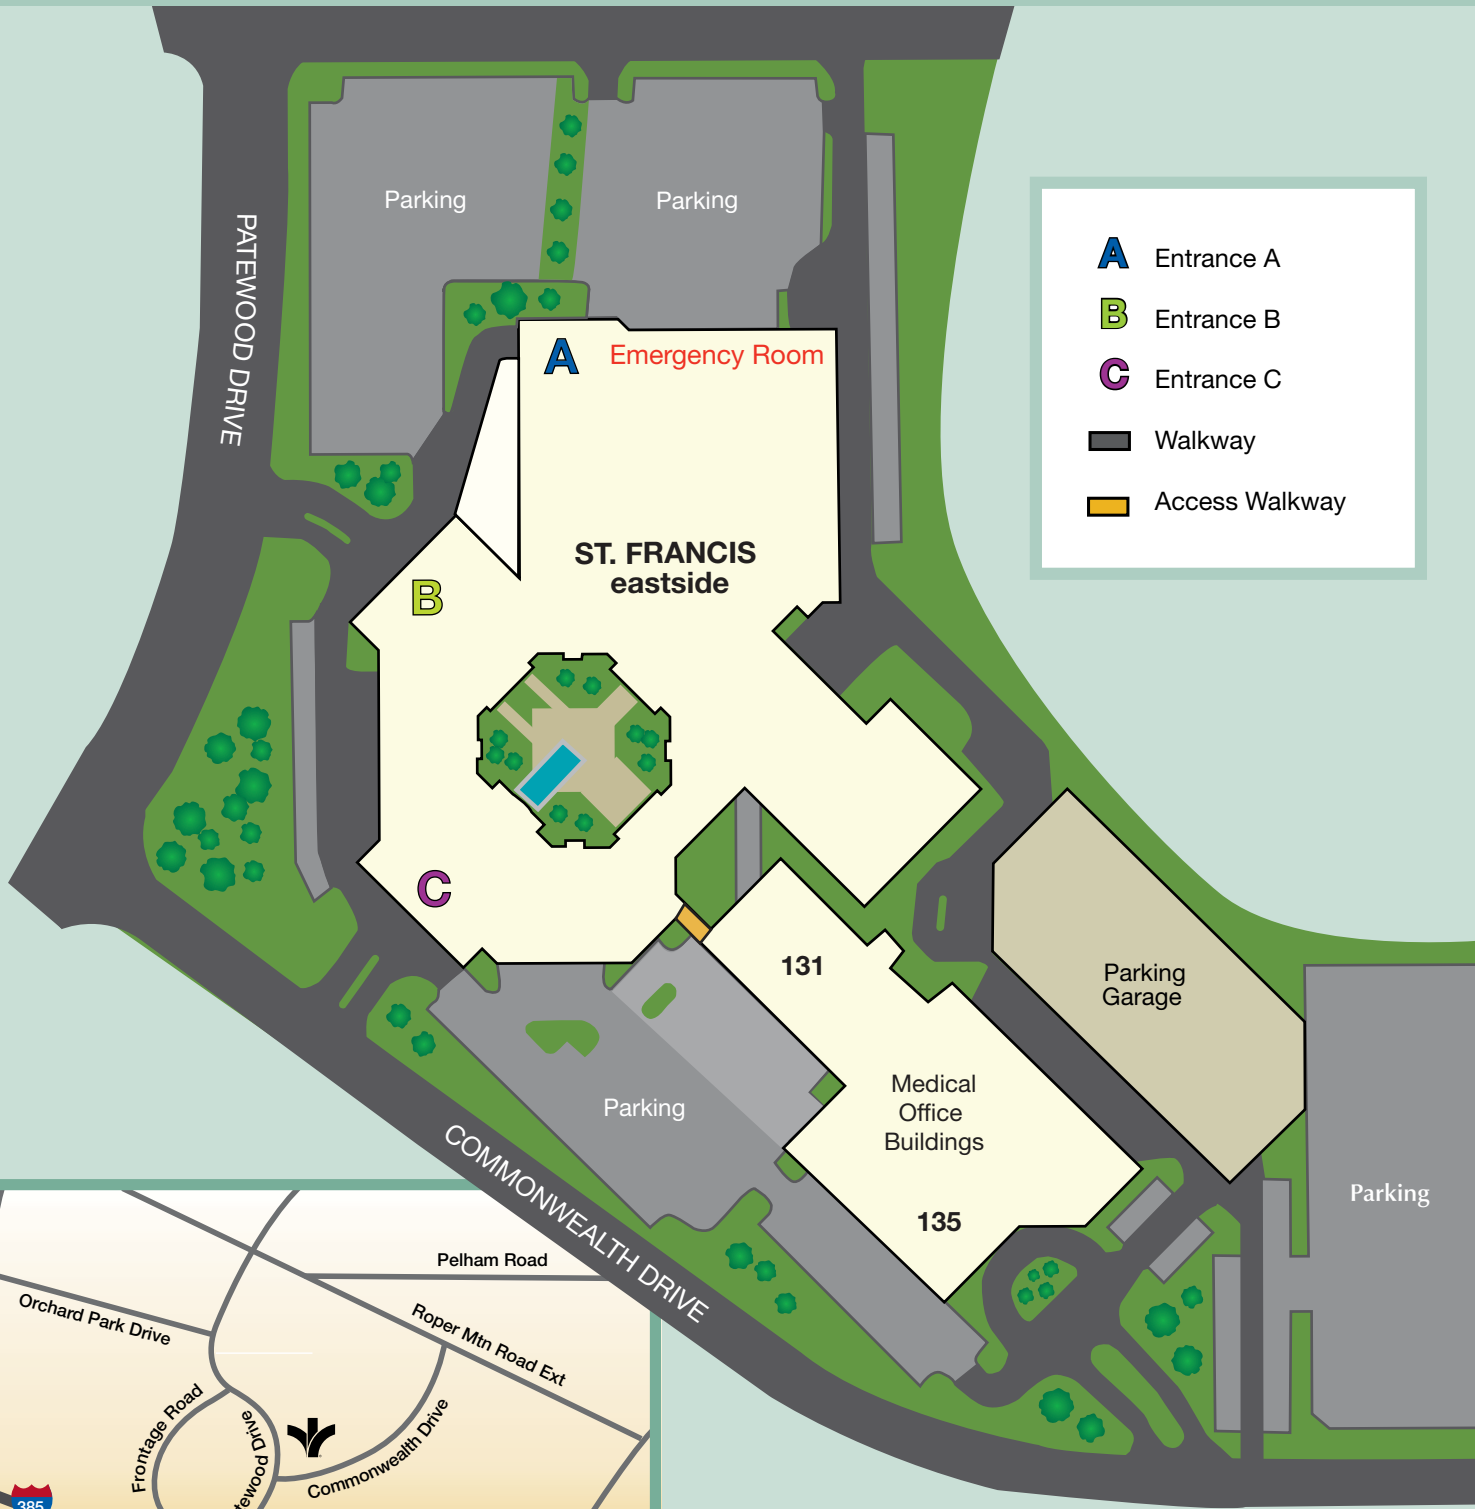 Parking
Parking
PATEWOOD DRIVE
A Entrance A
B Entrance B
C Entrance C
Walkway
Access Walkway
A
Emergency Room
ST. FRANCIS
eastside
B
C
131
Parking
Garage
Medical
Office
Buildings
Parking
Parking
135
COMMONWEALTH DRIVE
Pelham Road
Orchard Park Drive
Roper Mtn Road Ext
Frontage Road
tewood Drive
Commonwealth Drive
385